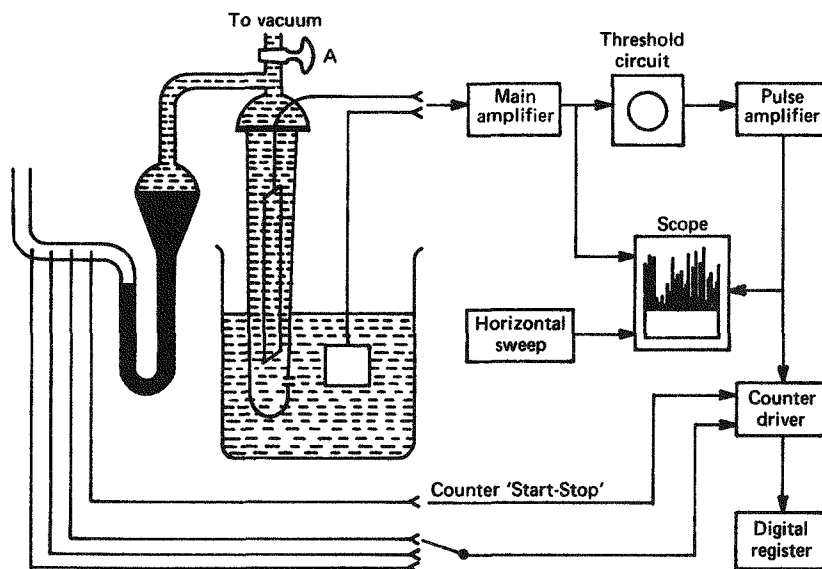 To vacuum
A
Threshold
circuit
Main
amplifier
Pulse
amplifier
Scope
Horizontal
sweep
Counter
driver
Counter 'Start-Stop'
Digital
register